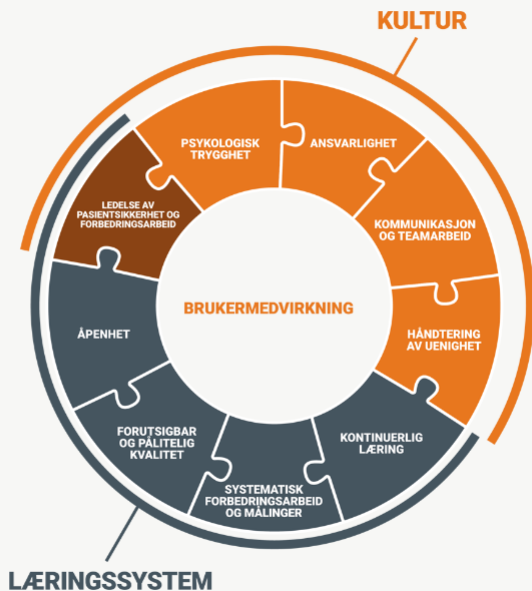 KULTUR
PSYKOLOGISK
TRYGGHET
ANSVARLIGHET
LEDELSE AV
PASIENTSIKKERHET OG
FORBEDRINGSARBEID
KOMMUNIKASJON
OG TEAMARBEID
BRUKERMEDVIRKNING
ÅPENHET
HÅNDTERING
AV UENIGHET
FORUTSIGBAR
OG PÅLITELIG
KVALITET
KONTINUERLIG
LÆRING
SYSTEMATISK
FORBEDRINGSARBEID
OG MÅLINGER
LÆRINGSSYSTEM